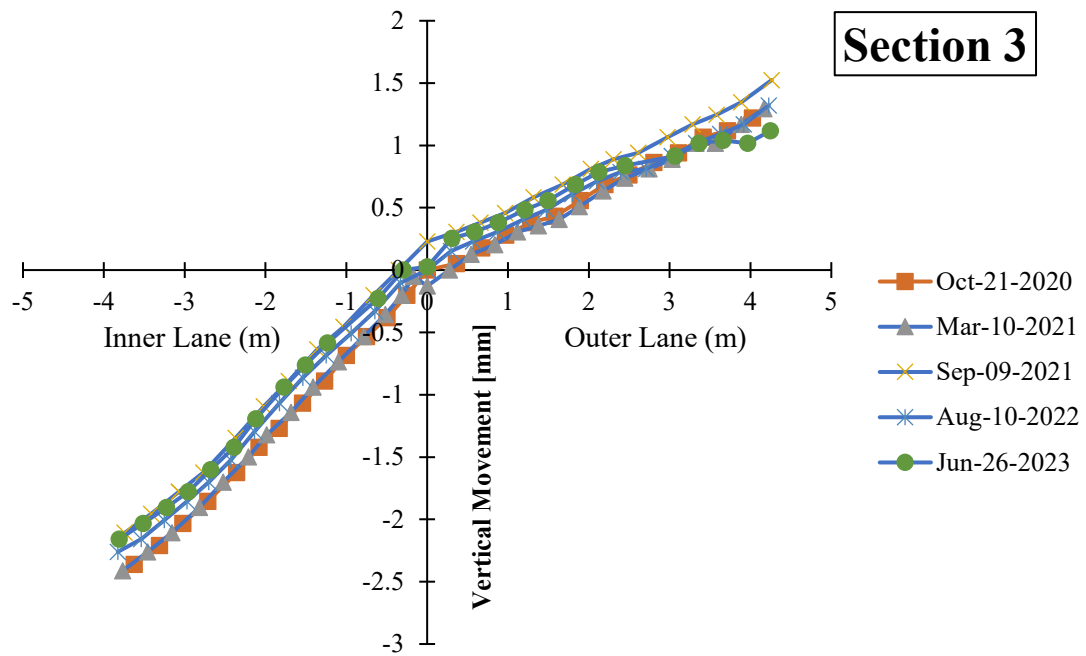 Section 3
2
1.5
1
0.5
0
-0.5
-1
-1.5
-2
-2.5
-3
-5
-4
-3
-2
-1
0
1
2
3
4
5
Inner Lane (m)
Outer Lane (m)
Vertical Movement [mm]
Oct-21-2020
Mar-10-2021
Sep-09-2021
Aug-10-2022
Jun-26-2023